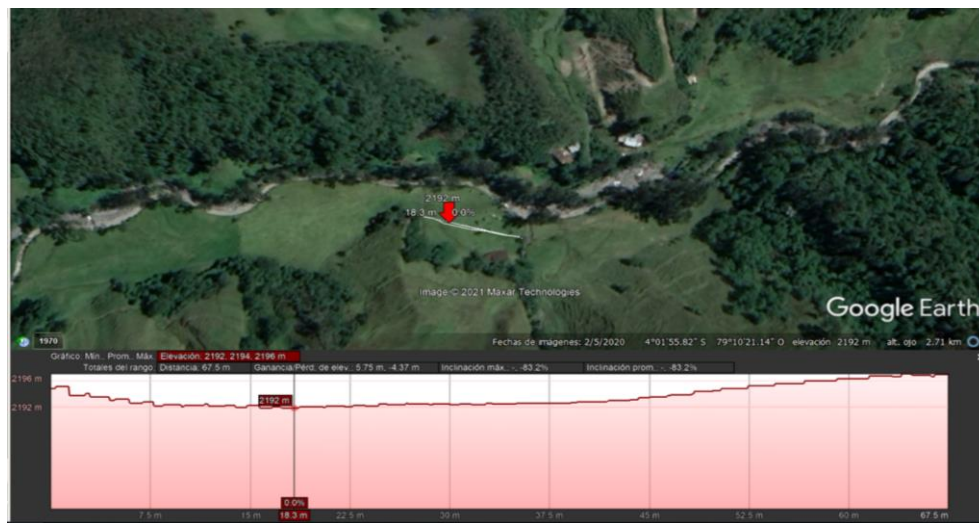 2192 m
18.3 m 0.0%
Image © 2021 Maxar Technologies
Google Earth
1970
Fechas de imágenes: 2/5/2020 4°01'55.82" S 79°10'21.14" O elevación 2192 m alt. ojo 2.71 km
Gráfico: Mín., Prom., Máx. Elevación: 2192, 2194, 2196 m
Totales del rango: Distancia: 67.5 m Ganancia/Pérd. de elev.: 5.75 m, -4.37 m Inclinación máx.: -, -83.2% Inclinación prom.: -, -83.2%
2196 m
2192 m
2192 m
0.0%
7.5 m 15 m 18.3 m 22.5 m 30 m 37.5 m 45 m 52.5 m 60 m 67.5 m